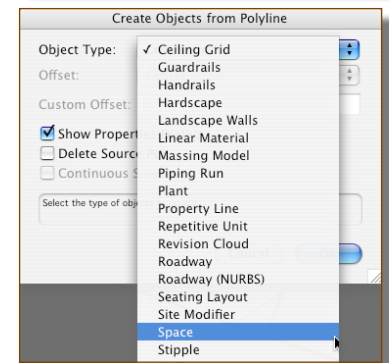 Create Objects from Polyline
Object Type: ✓ Ceiling Grid
Offset: Guardrails
Handrails
Custom Offset: Hardscape
Landscape Walls
Show Propert Linear Material
Delete Source Massing Model
Continuous Piping Run
Plant
Select the type of obj Property Line
Repetitive Unit
Revision Cloud
Roadway
Roadway (NURBS)
Seating Layout
Site Modifier
Space
Stipple